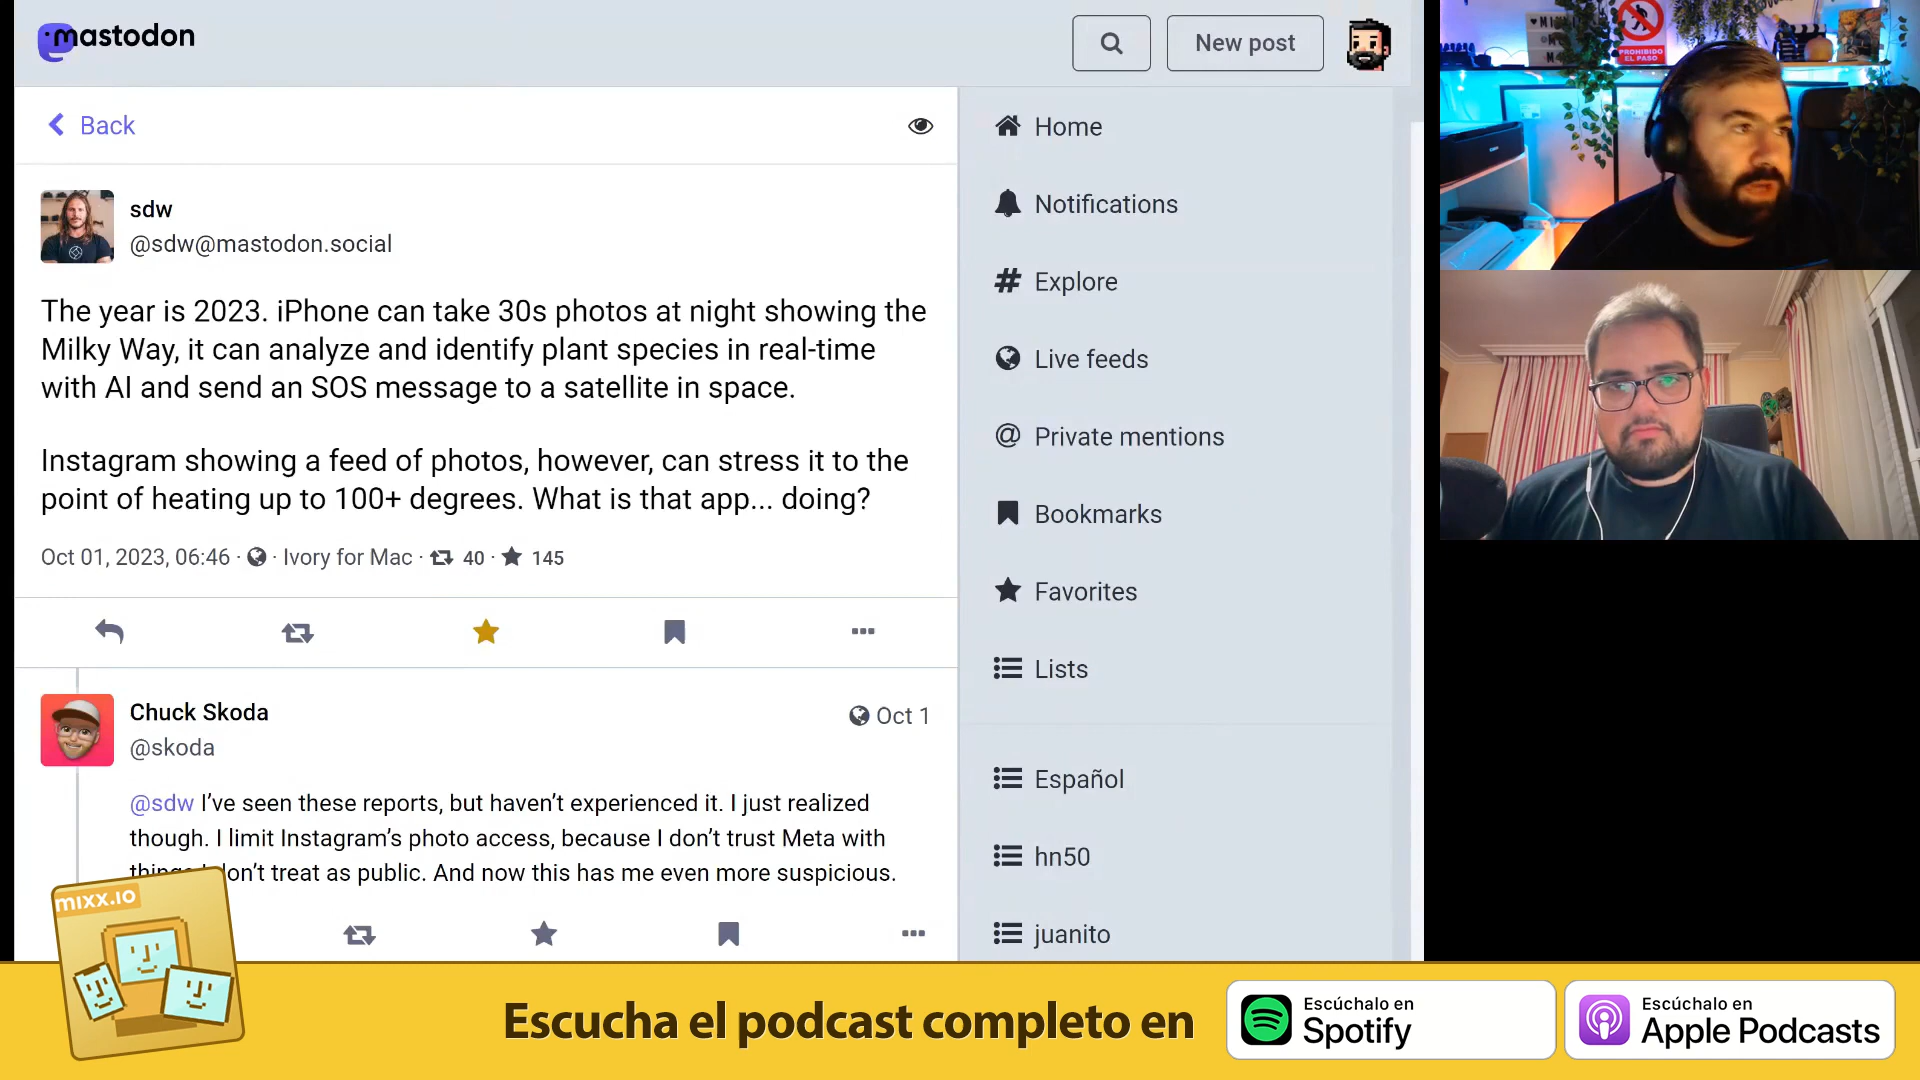 mastodon
New post
Back
sdw
@sdw@mastodon.social
The year is 2023. iPhone can take 30s photos at night showing the
Milky Way, it can analyze and identify plant species in real-time
with AI and send an SOS message to a satellite in space.
Instagram showing a feed of photos, however, can stress it to the
point of heating up to 100+ degrees. What is that app... doing?
Oct 01, 2023, 06:46 · · Ivory for Mac · 40 · 145
Chuck Skoda
Oct 1
@skoda
@sdw I’ve seen these reports, but haven’t experienced it. I just realized
though. I limit Instagram’s photo access, because I don’t trust Meta with
things I don’t treat as public. And now this has me even more suspicious.
Home
Notifications
Explore
Live feeds
Private mentions
Bookmarks
Favorites
Lists
Español
hn50
juanito
PROHIBIDO
EL PASO
mixx.io
Escucha el podcast completo en
Escúchalo en
Spotify
Escúchalo en
Apple Podcasts